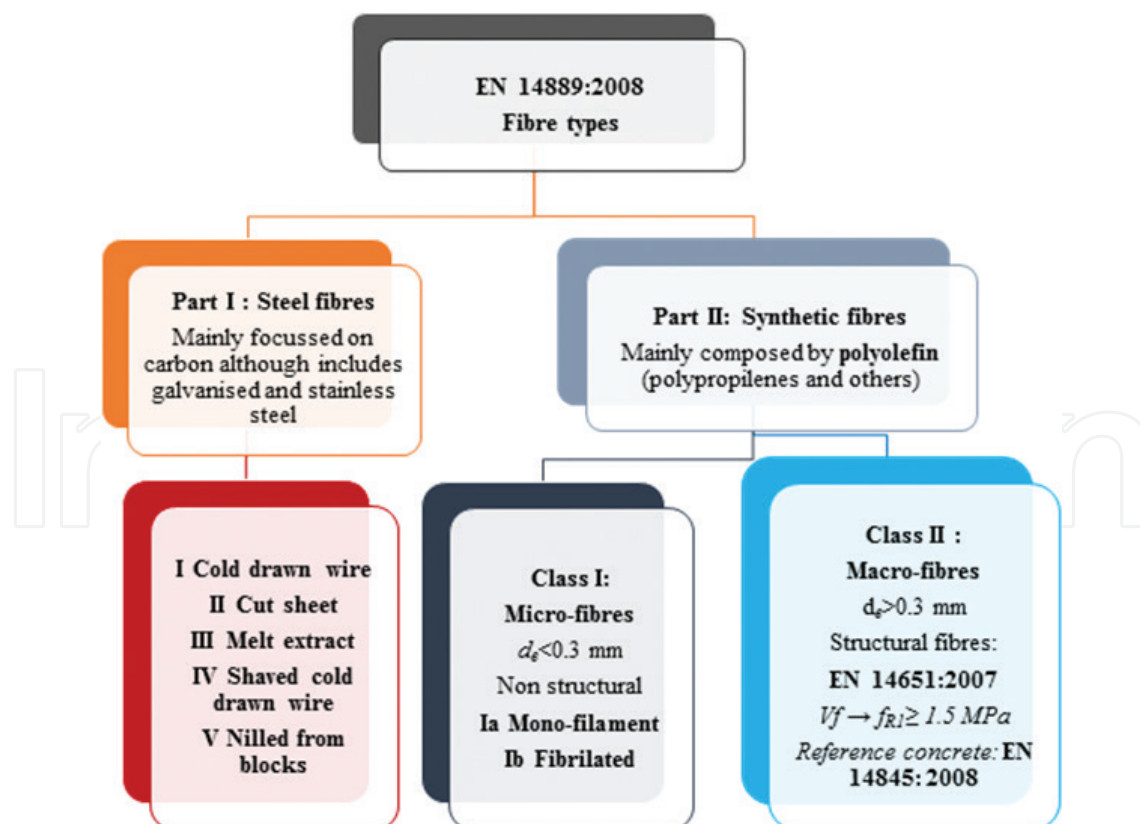 EN 14889:2008
Fibre types
Part I : Steel fibres
Mainly focussed on
carbon although includes
galvanised and stainless
steel
Part II: Synthetic fibres
Mainly composed by polyolefin
(polypropilenes and others)
I Cold drawn wire
II Cut sheet
III Melt extract
IV Shaved cold
drawn wire
V Nilled from
blocks
Class I:
Micro-fibres
de<0.3 mm
Non structural
Ia Mono-filament
Ib Fibrilated
Class II :
Macro-fibres
de>0.3 mm
Structural fibres:
EN 14651:2007
Vf → fR1≥ 1.5 MPa
Reference concrete: EN
14845:2008